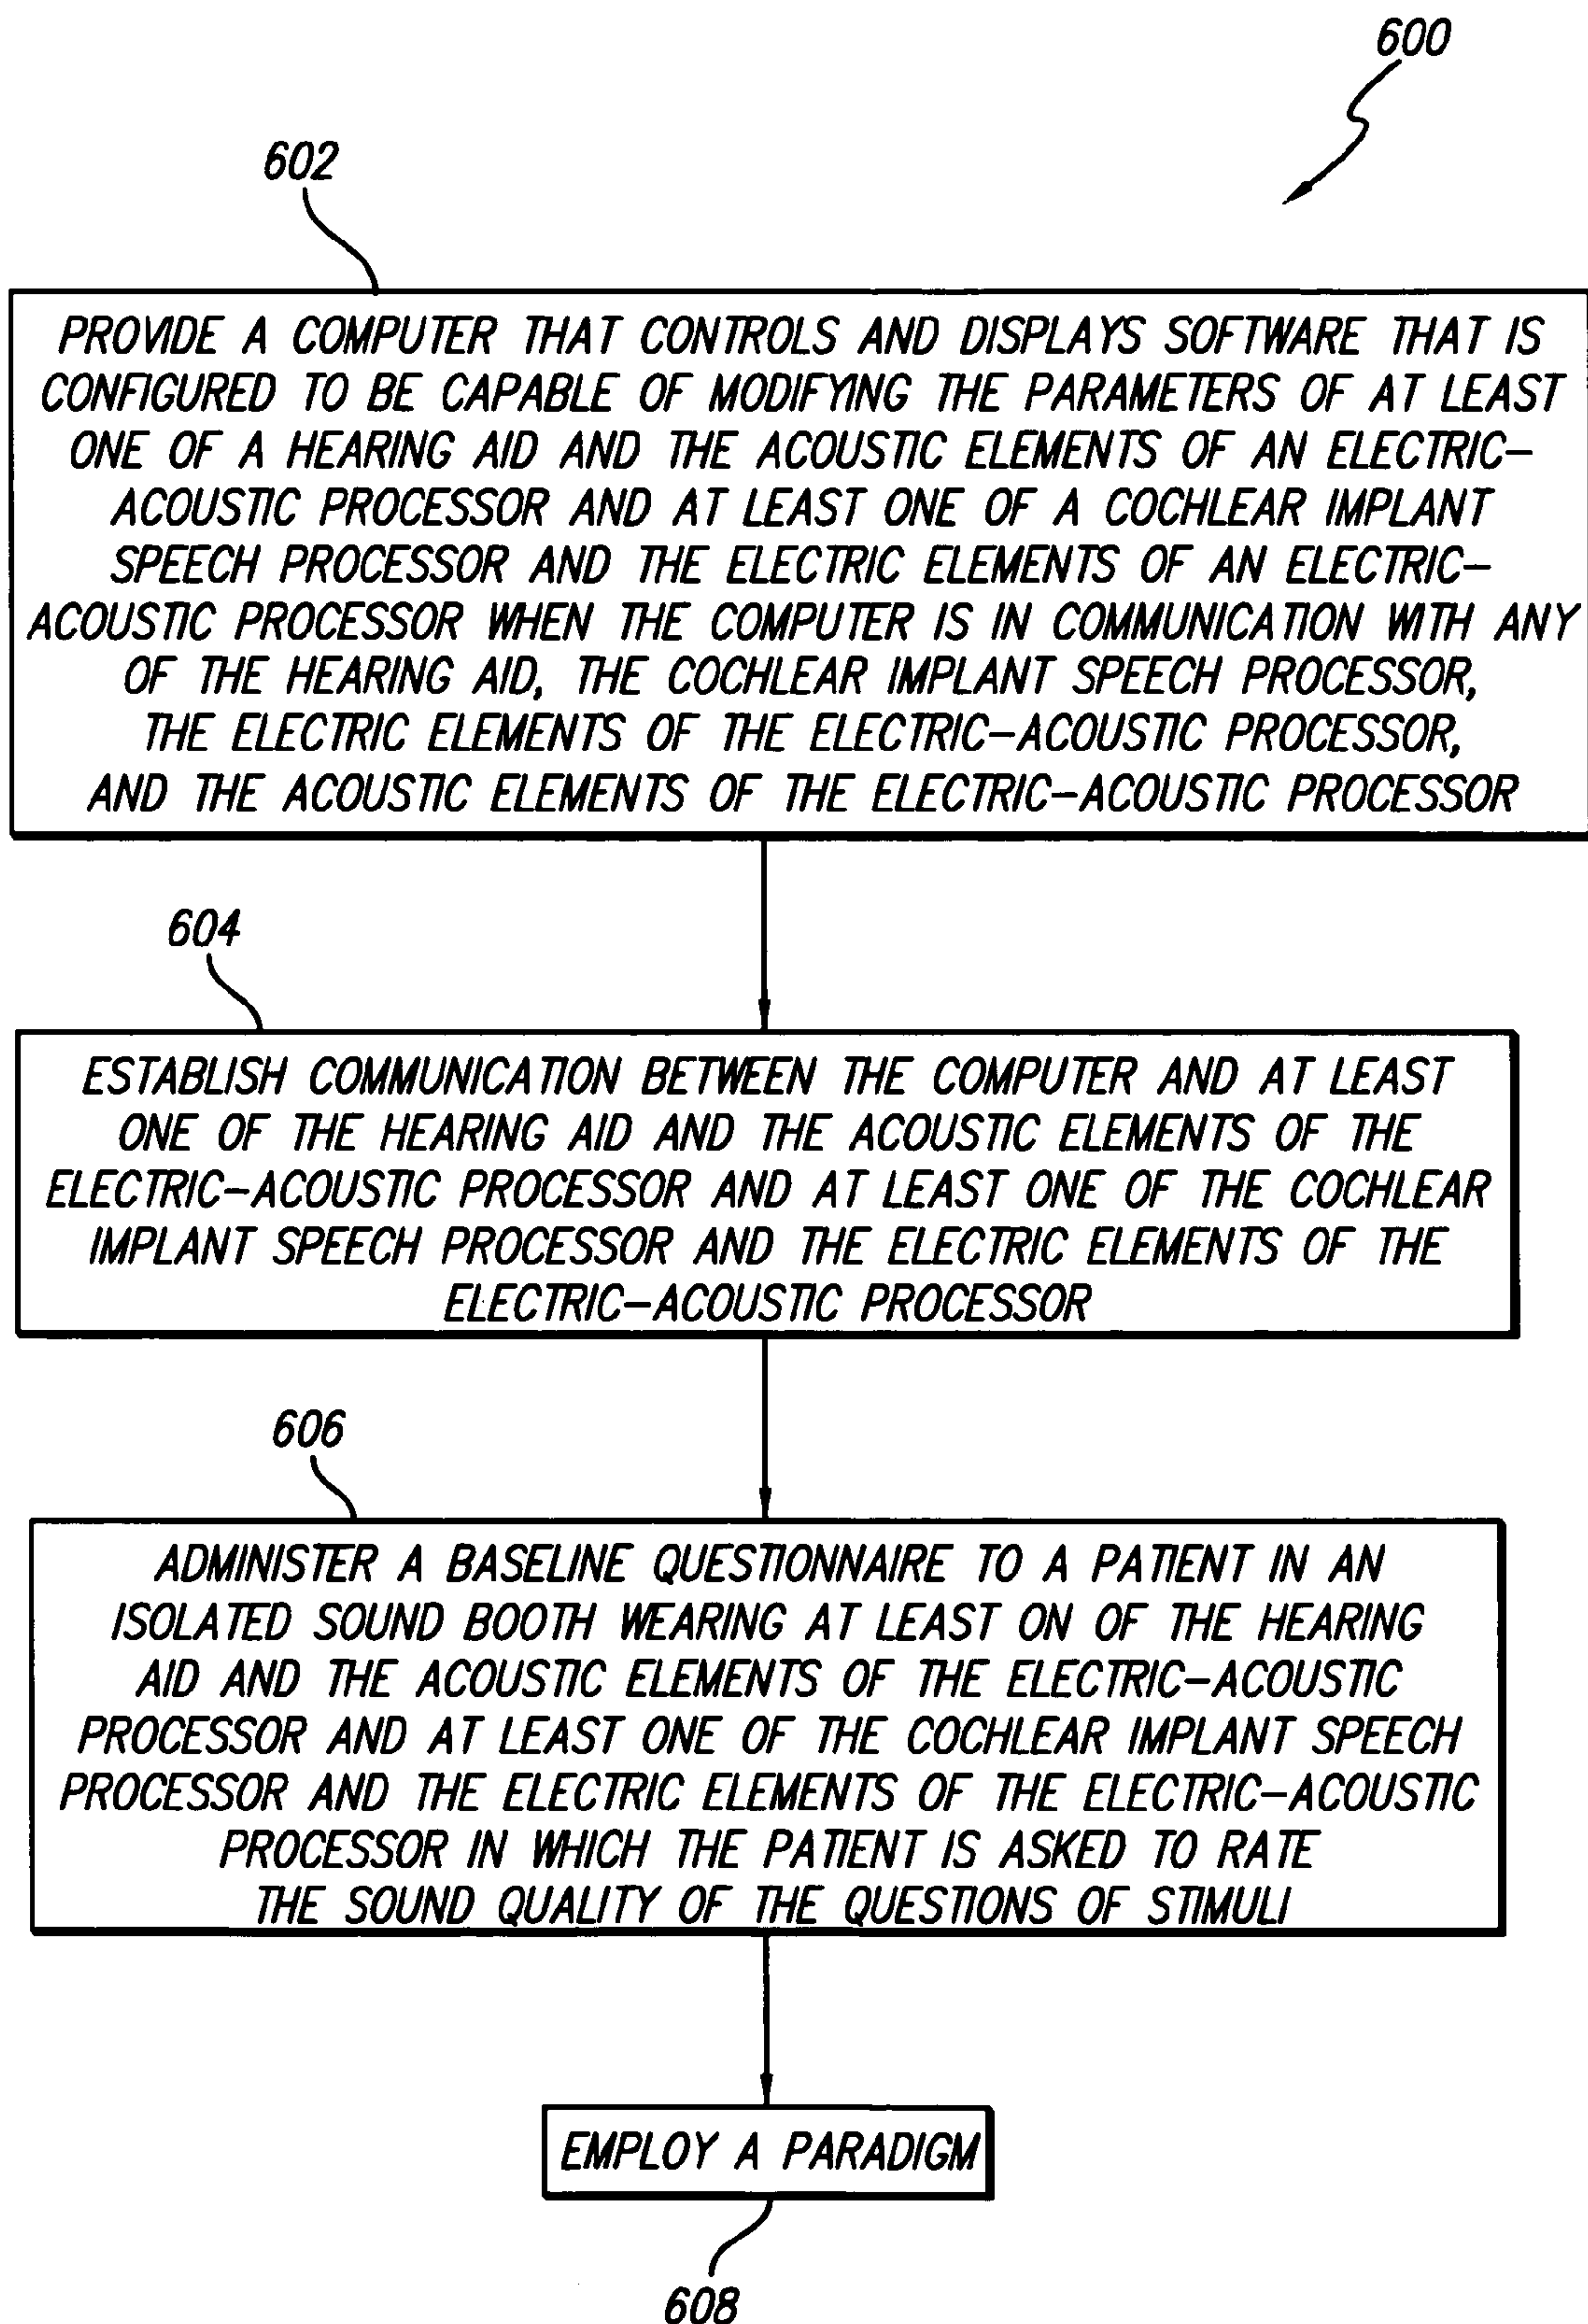 600
602
PROVIDE A COMPUTER THAT CONTROLS AND DISPLAYS SOFTWARE THAT IS
CONFIGURED TO BE CAPABLE OF MODIFYING THE PARAMETERS OF AT LEAST
ONE OF A HEARING AID AND THE ACOUSTIC ELEMENTS OF AN ELECTRIC-
ACOUSTIC PROCESSOR AND AT LEAST ONE OF A COCHLEAR IMPLANT
SPEECH PROCESSOR AND THE ELECTRIC ELEMENTS OF AN ELECTRIC-
ACOUSTIC PROCESSOR WHEN THE COMPUTER IS IN COMMUNICATION WITH ANY
OF THE HEARING AID, THE COCHLEAR IMPLANT SPEECH PROCESSOR,
THE ELECTRIC ELEMENTS OF THE ELECTRIC-ACOUSTIC PROCESSOR,
AND THE ACOUSTIC ELEMENTS OF THE ELECTRIC-ACOUSTIC PROCESSOR
604
ESTABLISH COMMUNICATION BETWEEN THE COMPUTER AND AT LEAST
ONE OF THE HEARING AID AND THE ACOUSTIC ELEMENTS OF THE
ELECTRIC-ACOUSTIC PROCESSOR AND AT LEAST ONE OF THE COCHLEAR
IMPLANT SPEECH PROCESSOR AND THE ELECTRIC ELEMENTS OF THE
ELECTRIC-ACOUSTIC PROCESSOR
606
ADMINISTER A BASELINE QUESTIONNAIRE TO A PATIENT IN AN
ISOLATED SOUND BOOTH WEARING AT LEAST ON OF THE HEARING
AID AND THE ACOUSTIC ELEMENTS OF THE ELECTRIC-ACOUSTIC
PROCESSOR AND AT LEAST ONE OF THE COCHLEAR IMPLANT SPEECH
PROCESSOR AND THE ELECTRIC ELEMENTS OF THE ELECTRIC-ACOUSTIC
PROCESSOR IN WHICH THE PATIENT IS ASKED TO RATE
THE SOUND QUALITY OF THE QUESTIONS OF STIMULI
EMPLOY A PARADIGM
608